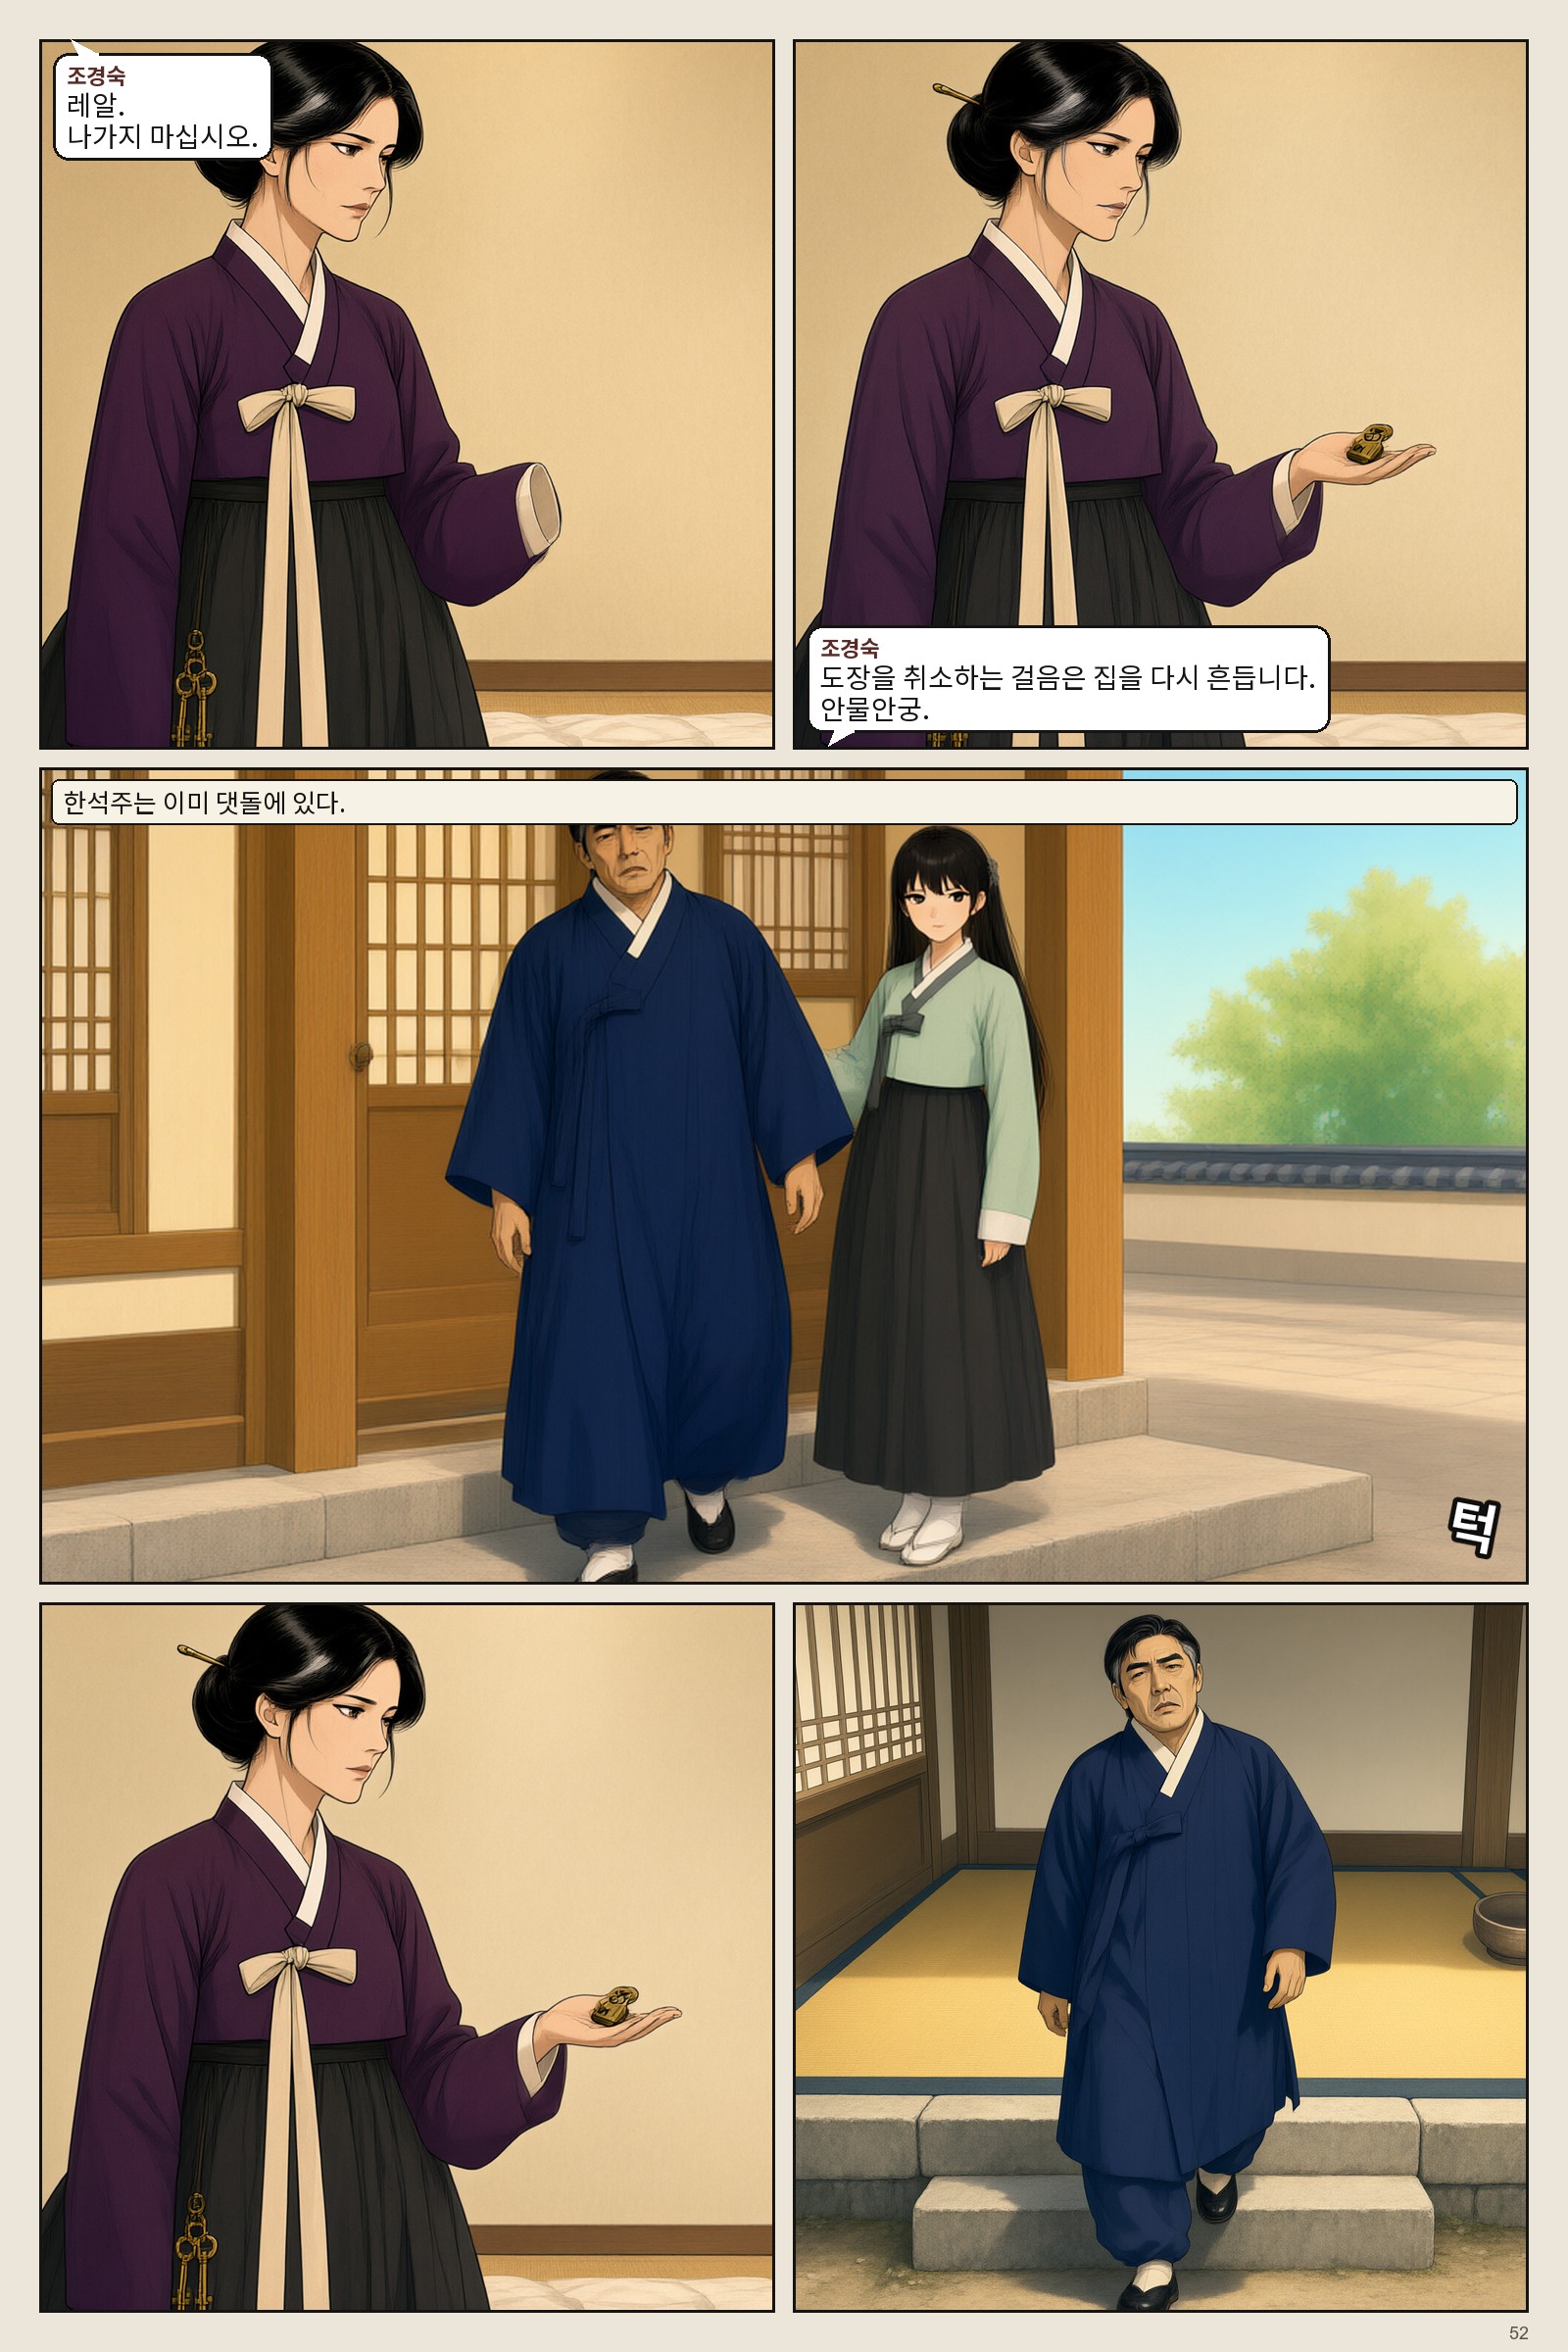 조경숙
레알.
나가지 마십시오.
조경숙
도장을 취소하는 걸음은 집을 다시 흔듭니다.
안물안궁.
한석주는 이미 댓돌에 있다.
턱
52